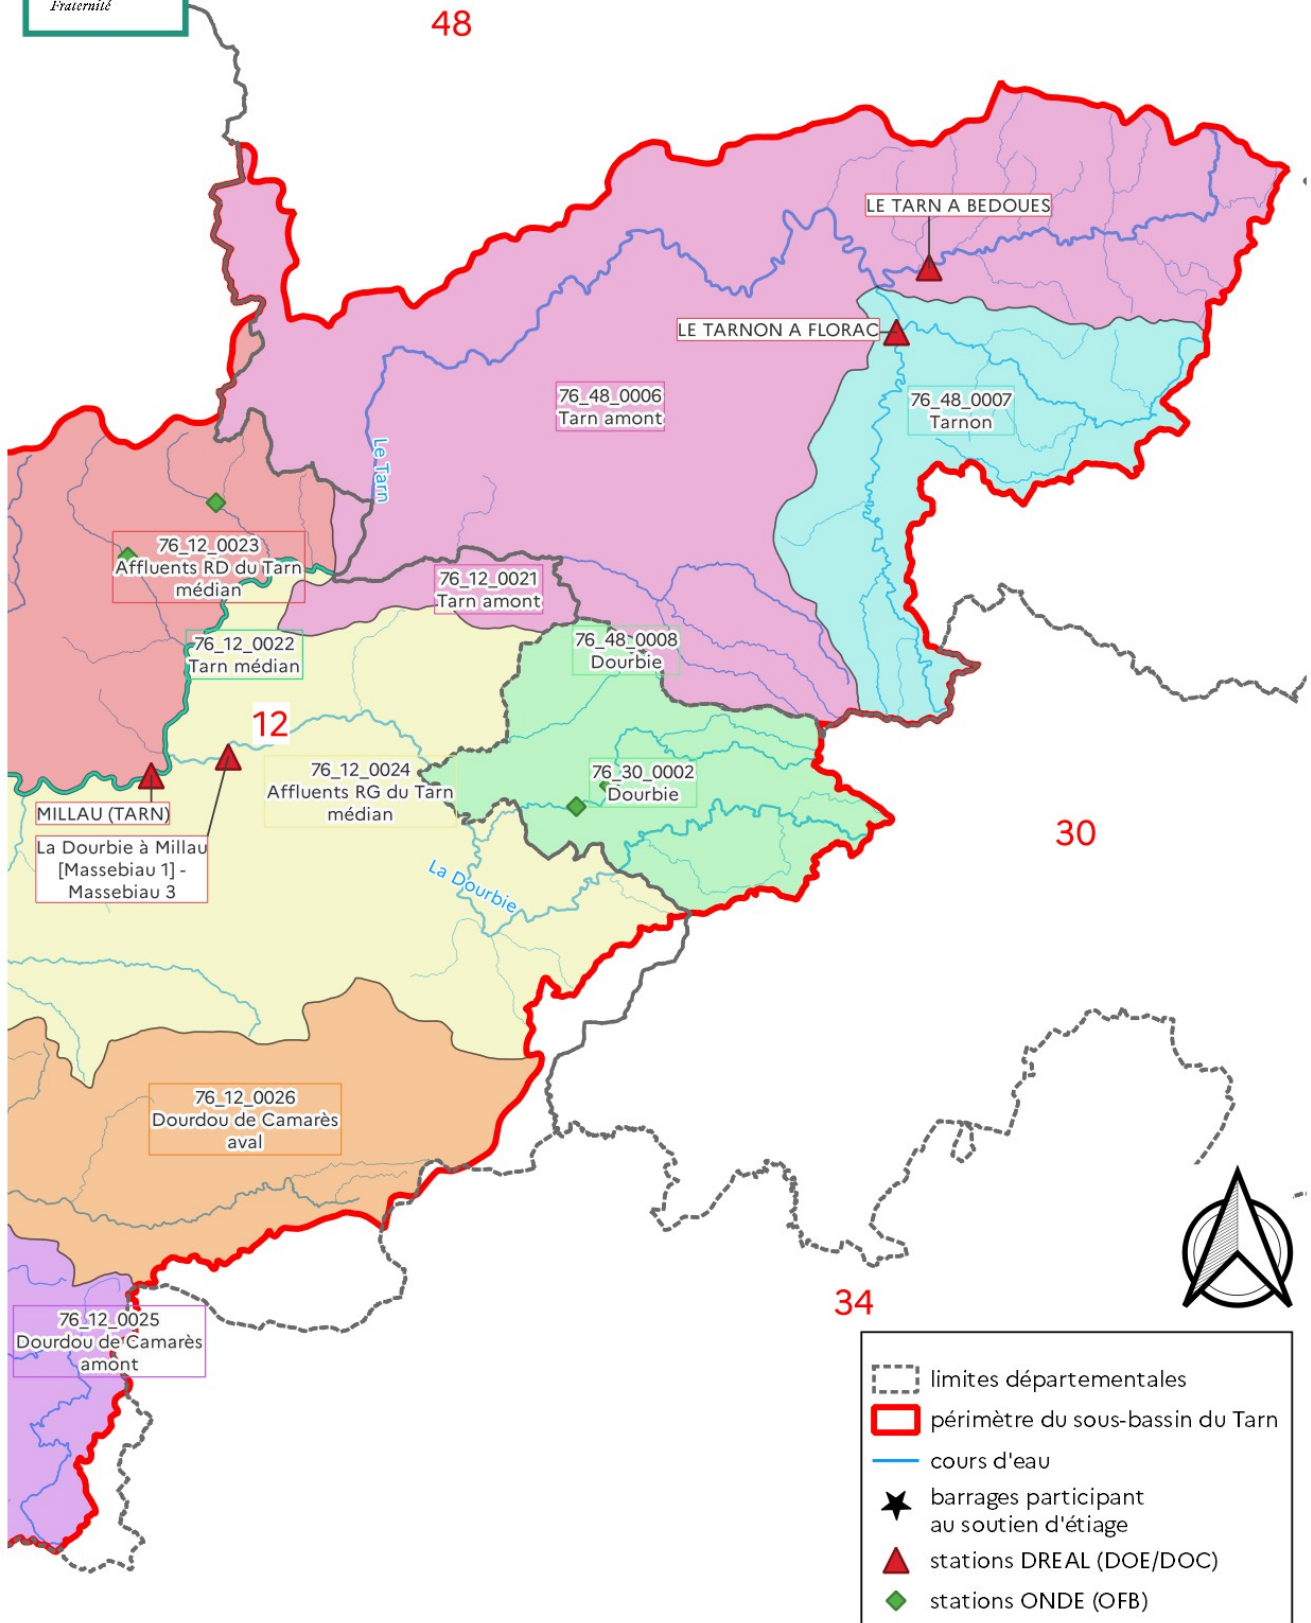 Fraternité
48
LE TARN A BEDOUES
LE TARNON A FLORAC
76_48_0006
Tarn amont
76_48_0007
Tarnon
Le Tarn
76_12_0023
Affluents RD du Tarn
médian
76_12_0021
Tarn amont
76_12_0022
Tarn médian
76_48_0008
Dourbie
12
76_12_0024
Affluents RG du Tarn
médian
76_30_0002
Dourbie
MILLAU (TARN)
La Dourbie à Millau
[Massebiau 1] -
Massebiau 3
30
La Dourbie
76_12_0026
Dourdou de Camarès
aval
34
76_12_0025
Dourdou de Camarès
amont
limites départementales
périmètre du sous-bassin du Tarn
cours d'eau
barrages participant
au soutien d'étiage
stations DREAL (DOE/DOC)
stations ONDE (OFB)